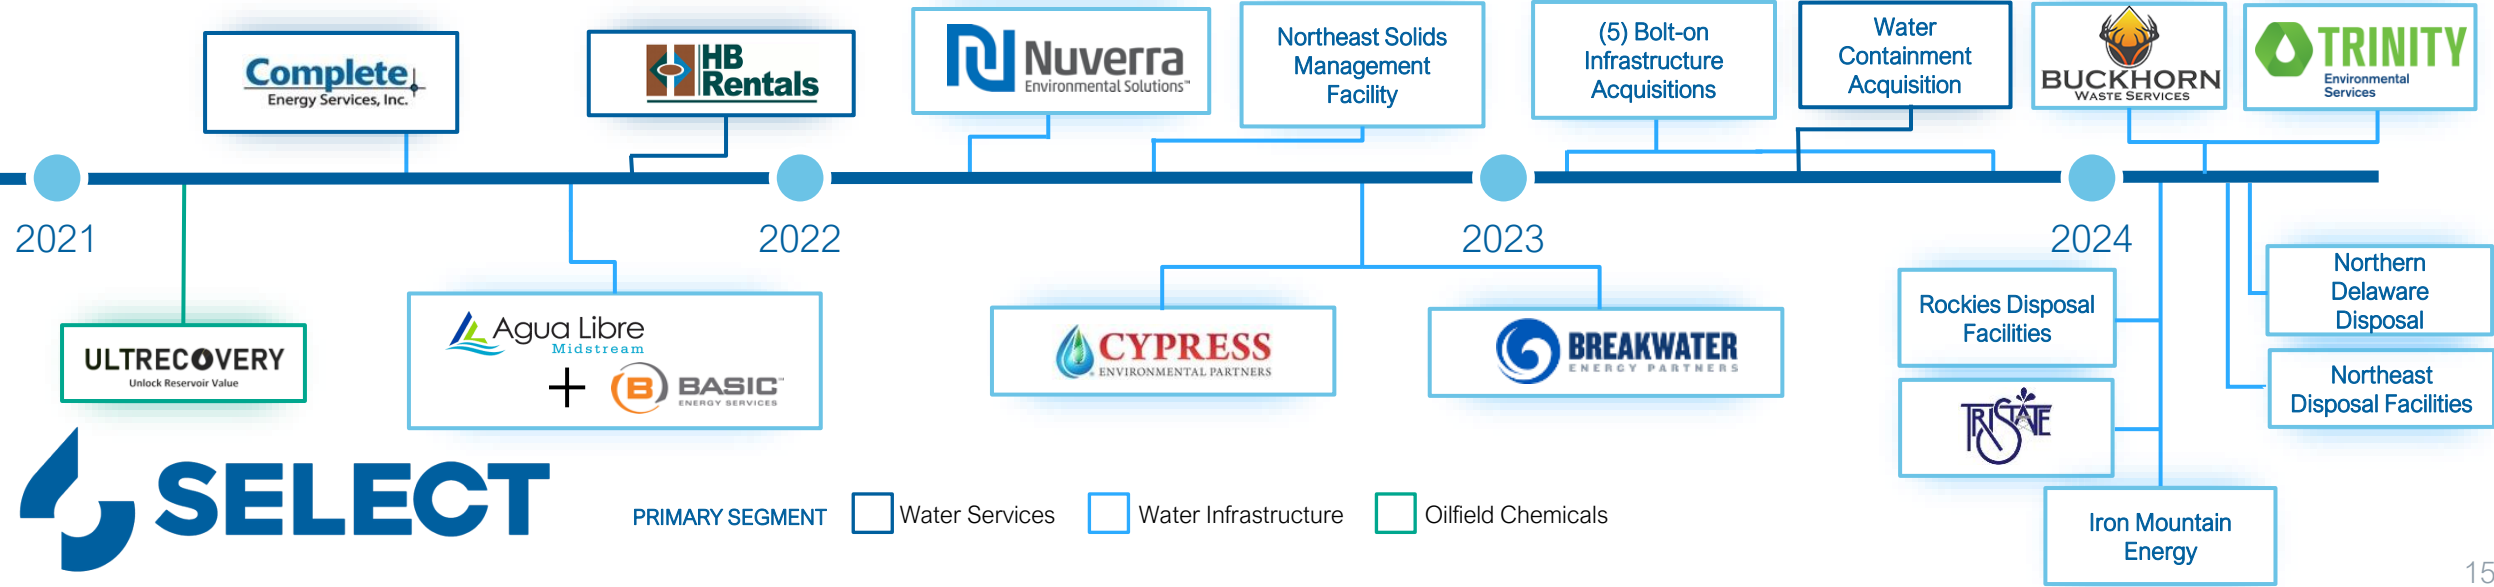 Complete
Energy Services, Inc.
HB
Rentals
Nuverra
Environmental Solutions™
Northeast Solids
Management
Facility
(5) Bolt-on
Infrastructure
Acquisitions
Water
Containment
Acquisition
BUCKHORN
WASTE SERVICES
TRINITY
Environmental
Services
2021
2022
2023
2024
ULTRECOVERY
Unlock Reservoir Value
Agua Libre
Midstream
+
B BASIC™
ENERGY SERVICES
CYPRESS
ENVIRONMENTAL PARTNERS
BREAKWATER
ENERGY PARTNERS
Rockies Disposal
Facilities
TRISTATE
Iron Mountain
Energy
Northern
Delaware
Disposal
Northeast
Disposal Facilities
SELECT
PRIMARY SEGMENT
Water Services
Water Infrastructure
Oilfield Chemicals
15